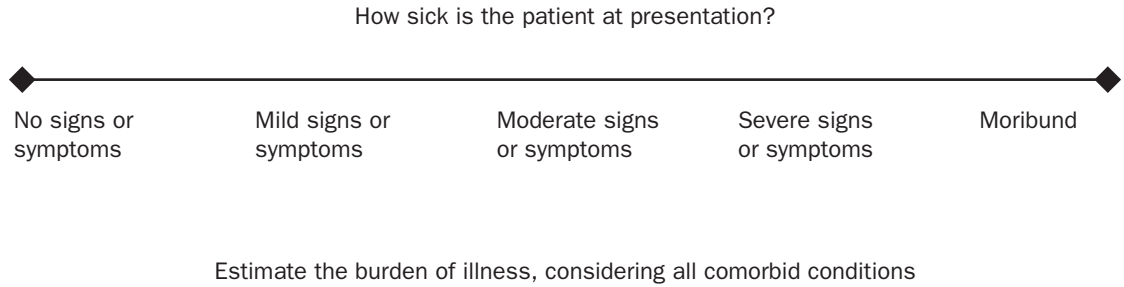 How sick is the patient at presentation?
No signs or
symptoms
Mild signs or
symptoms
Moderate signs
or symptoms
Severe signs
or symptoms
Moribund
Estimate the burden of illness, considering all comorbid conditions